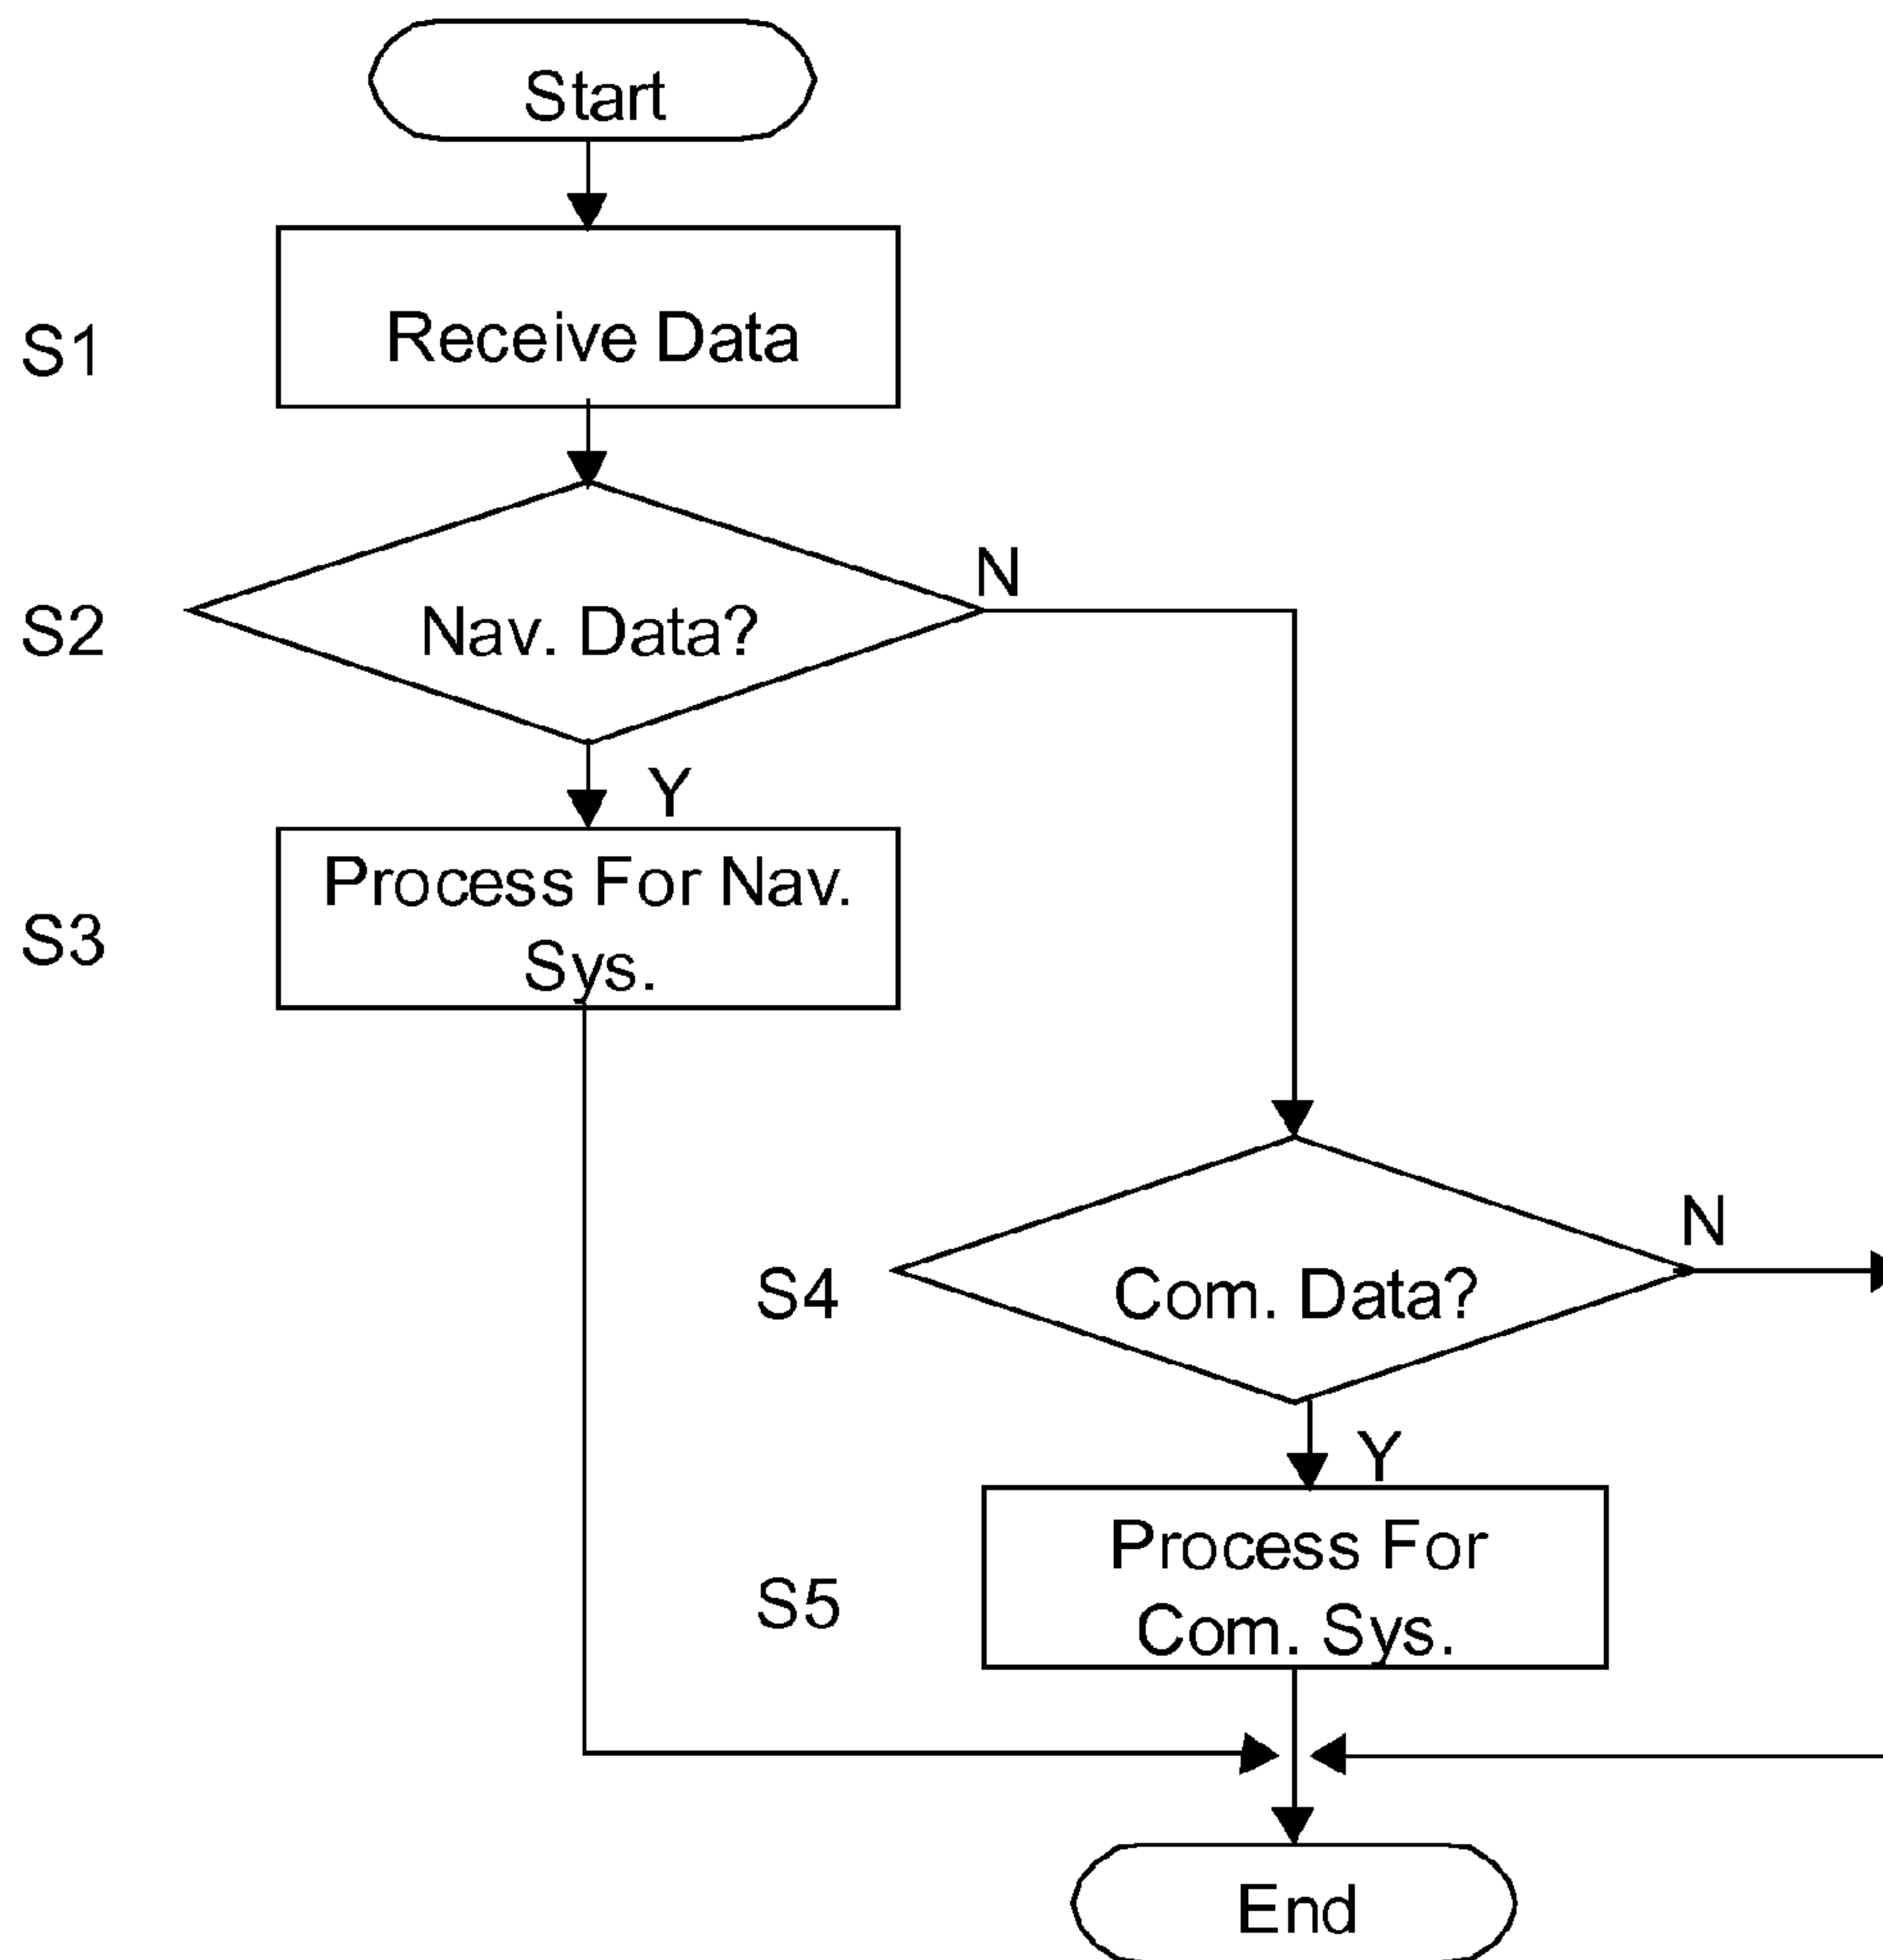 Start
S1
Receive Data
S2
Nav. Data?
N
Y
S3
Process For Nav.
Sys.
S4
Com. Data?
N
Y
S5
Process For
Com. Sys.
End